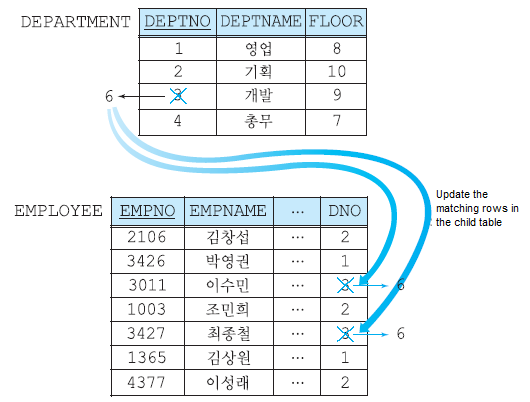 DEPARTMENT DEPTNO DEPTNAME FLOOR
1 영업 8
2 기획 10
6 3 개발 9
4 총무 7
Update the
matching rows in
the child table
EMPLOYEE EMPNO EMPNAME … DNO
2106 김창섭 … 2
3426 박영권 … 1
3011 이수민 … 3 6
1003 조민희 … 2
3427 최종철 … 3 6
1365 김상원 … 1
4377 이성래 … 2